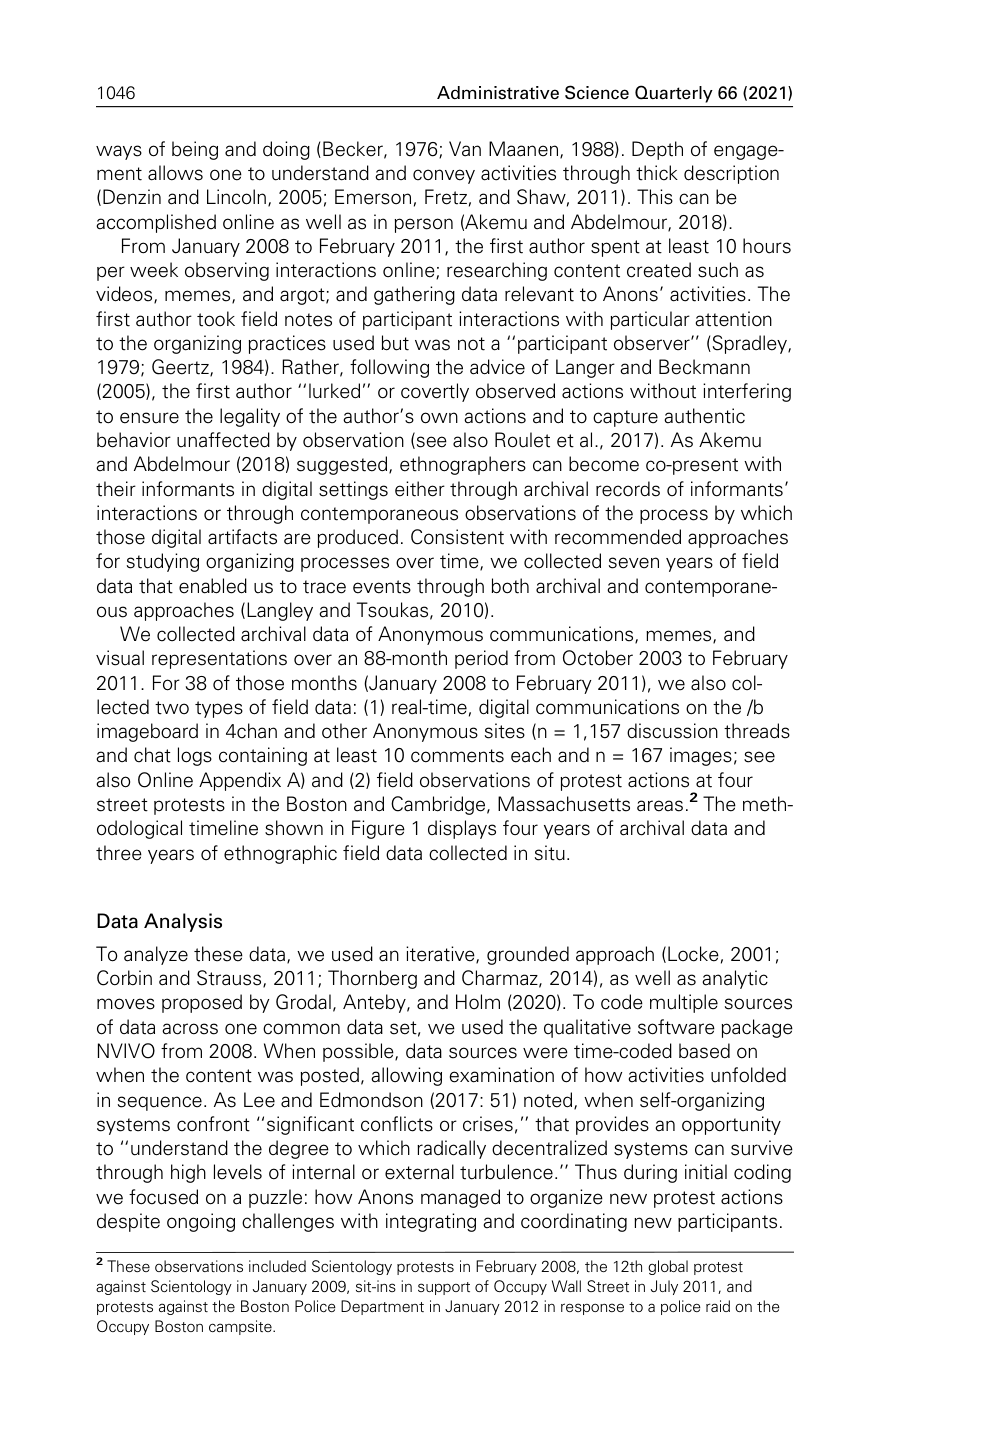 1046
Administrative Science Quarterly 66 (2021)
ways of being and doing (Becker, 1976; Van Maanen, 1988). Depth of engage-
ment allows one to understand and convey activities through thick description
(Denzin and Lincoln, 2005; Emerson, Fretz, and Shaw, 2011). This can be
accomplished online as well as in person (Akemu and Abdelmour, 2018).
From January 2008 to February 2011, the first author spent at least 10 hours
per week observing interactions online; researching content created such as
videos, memes, and argot; and gathering data relevant to Anons’ activities. The
first author took field notes of participant interactions with particular attention
to the organizing practices used but was not a ‘‘participant observer’’ (Spradley,
1979; Geertz, 1984). Rather, following the advice of Langer and Beckmann
(2005), the first author ‘‘lurked’’ or covertly observed actions without interfering
to ensure the legality of the author’s own actions and to capture authentic
behavior unaffected by observation (see also Roulet et al., 2017). As Akemu
and Abdelmour (2018) suggested, ethnographers can become co-present with
their informants in digital settings either through archival records of informants’
interactions or through contemporaneous observations of the process by which
those digital artifacts are produced. Consistent with recommended approaches
for studying organizing processes over time, we collected seven years of field
data that enabled us to trace events through both archival and contemporane-
ous approaches (Langley and Tsoukas, 2010).
We collected archival data of Anonymous communications, memes, and
visual representations over an 88-month period from October 2003 to February
2011. For 38 of those months (January 2008 to February 2011), we also col-
lected two types of field data: (1) real-time, digital communications on the /b
imageboard in 4chan and other Anonymous sites (n = 1,157 discussion threads
and chat logs containing at least 10 comments each and n = 167 images; see
also Online Appendix A) and (2) field observations of protest actions at four
street protests in the Boston and Cambridge, Massachusetts areas.2 The meth-
odological timeline shown in Figure 1 displays four years of archival data and
three years of ethnographic field data collected in situ.
Data Analysis
To analyze these data, we used an iterative, grounded approach (Locke, 2001;
Corbin and Strauss, 2011; Thornberg and Charmaz, 2014), as well as analytic
moves proposed by Grodal, Anteby, and Holm (2020). To code multiple sources
of data across one common data set, we used the qualitative software package
NVIVO from 2008. When possible, data sources were time-coded based on
when the content was posted, allowing examination of how activities unfolded
in sequence. As Lee and Edmondson (2017: 51) noted, when self-organizing
systems confront ‘‘significant conflicts or crises,’’ that provides an opportunity
to ‘‘understand the degree to which radically decentralized systems can survive
through high levels of internal or external turbulence.’’ Thus during initial coding
we focused on a puzzle: how Anons managed to organize new protest actions
despite ongoing challenges with integrating and coordinating new participants.
2 These observations included Scientology protests in February 2008, the 12th global protest
against Scientology in January 2009, sit-ins in support of Occupy Wall Street in July 2011, and
protests against the Boston Police Department in January 2012 in response to a police raid on the
Occupy Boston campsite.